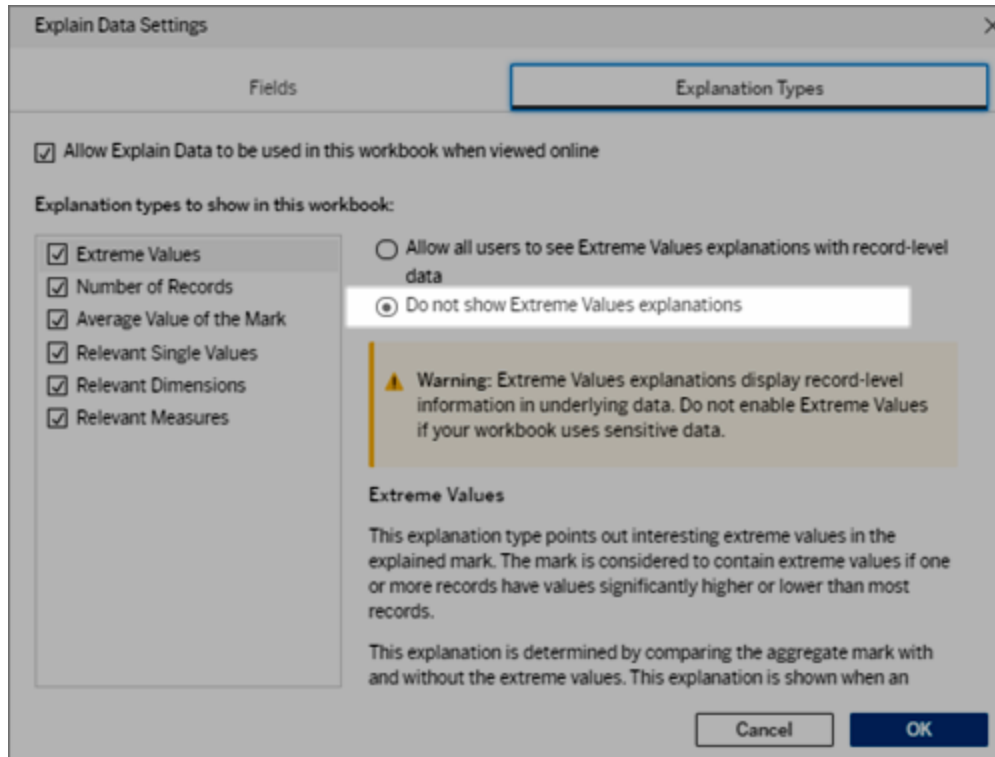 Explain Data Settings
Fields
Explanation Types
Allow Explain Data to be used in this workbook when viewed online
Explanation types to show in this workbook:
Extreme Values
Number of Records
Average Value of the Mark
Relevant Single Values
Relevant Dimensions
Relevant Measures
Allow all users to see Extreme Values explanations with record-level
data
Do not show Extreme Values explanations
Warning: Extreme Values explanations display record-level
information in underlying data. Do not enable Extreme Values
if your workbook uses sensitive data.
Extreme Values
This explanation type points out interesting extreme values in the
explained mark. The mark is considered to contain extreme values if one
or more records have values significantly higher or lower than most
records.
This explanation is determined by comparing the aggregate mark with
and without the extreme values. This explanation is shown when an
Cancel
OK